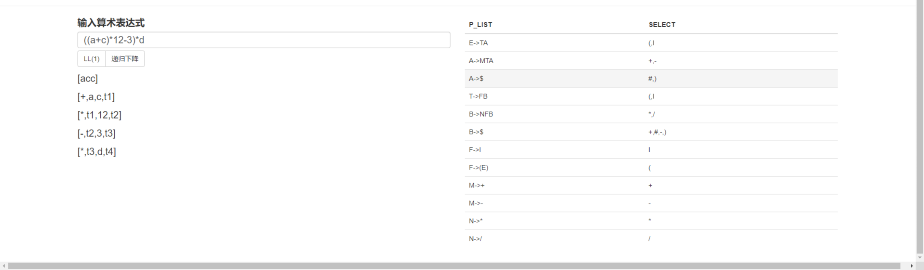 输入算术表达式
((a+c)*12-3)*d
LL(1) 递归下降
[acc]
[+,a,c,t1]
[*,t1,12,t2]
[-,t2,3,t3]
[*,t3,d,t4]
P_LIST SELECT
E->TA (,I
A->MTA +,-
A->$ #,)
T->FB (,I
B->NFB *,/
B->$ +,#,-,)
F->I I
F->(E) (
M->+ +
M->- -
N->* *
N->/ /